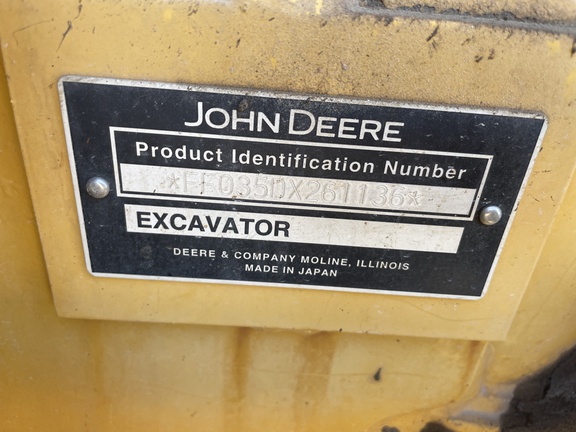 JOHN DEERE
Product Identification Number
*FF035DX261136*
EXCAVATOR
DEERE & COMPANY MOLINE, ILLINOIS
MADE IN JAPAN